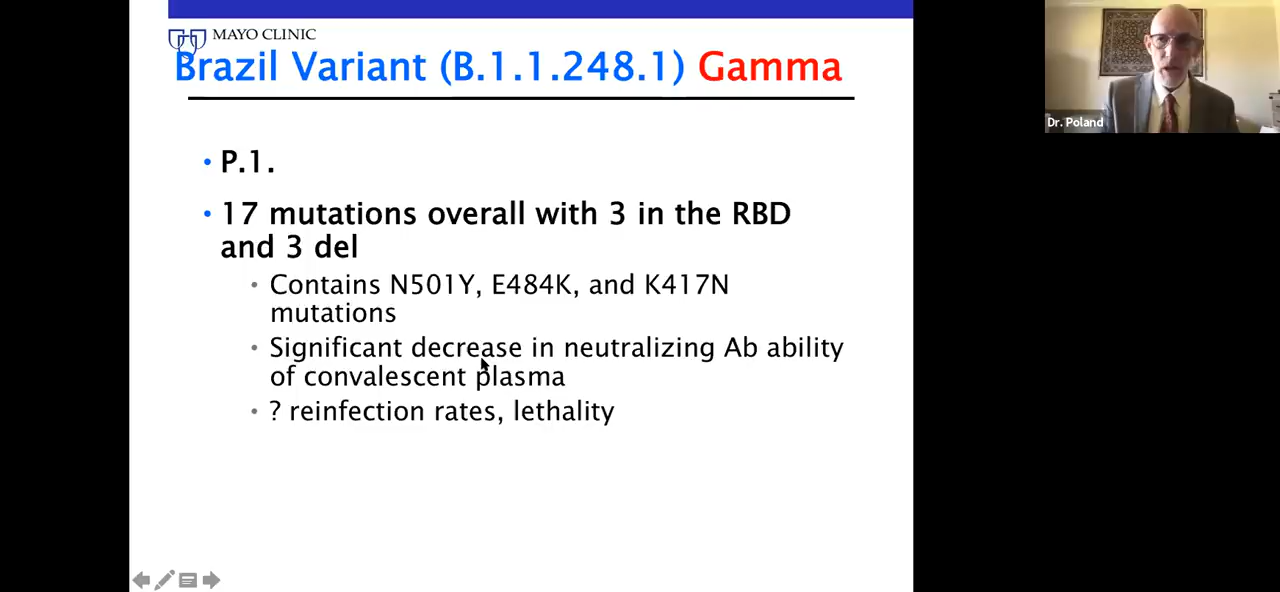 MAYO CLINIC
Brazil Variant (B.1.1.248.1) Gamma
• P.1.
• 17 mutations overall with 3 in the RBD
and 3 del
• Contains N501Y, E484K, and K417N
mutations
• Significant decrease in neutralizing Ab ability
of convalescent plasma
• ? reinfection rates, lethality
Dr. Poland